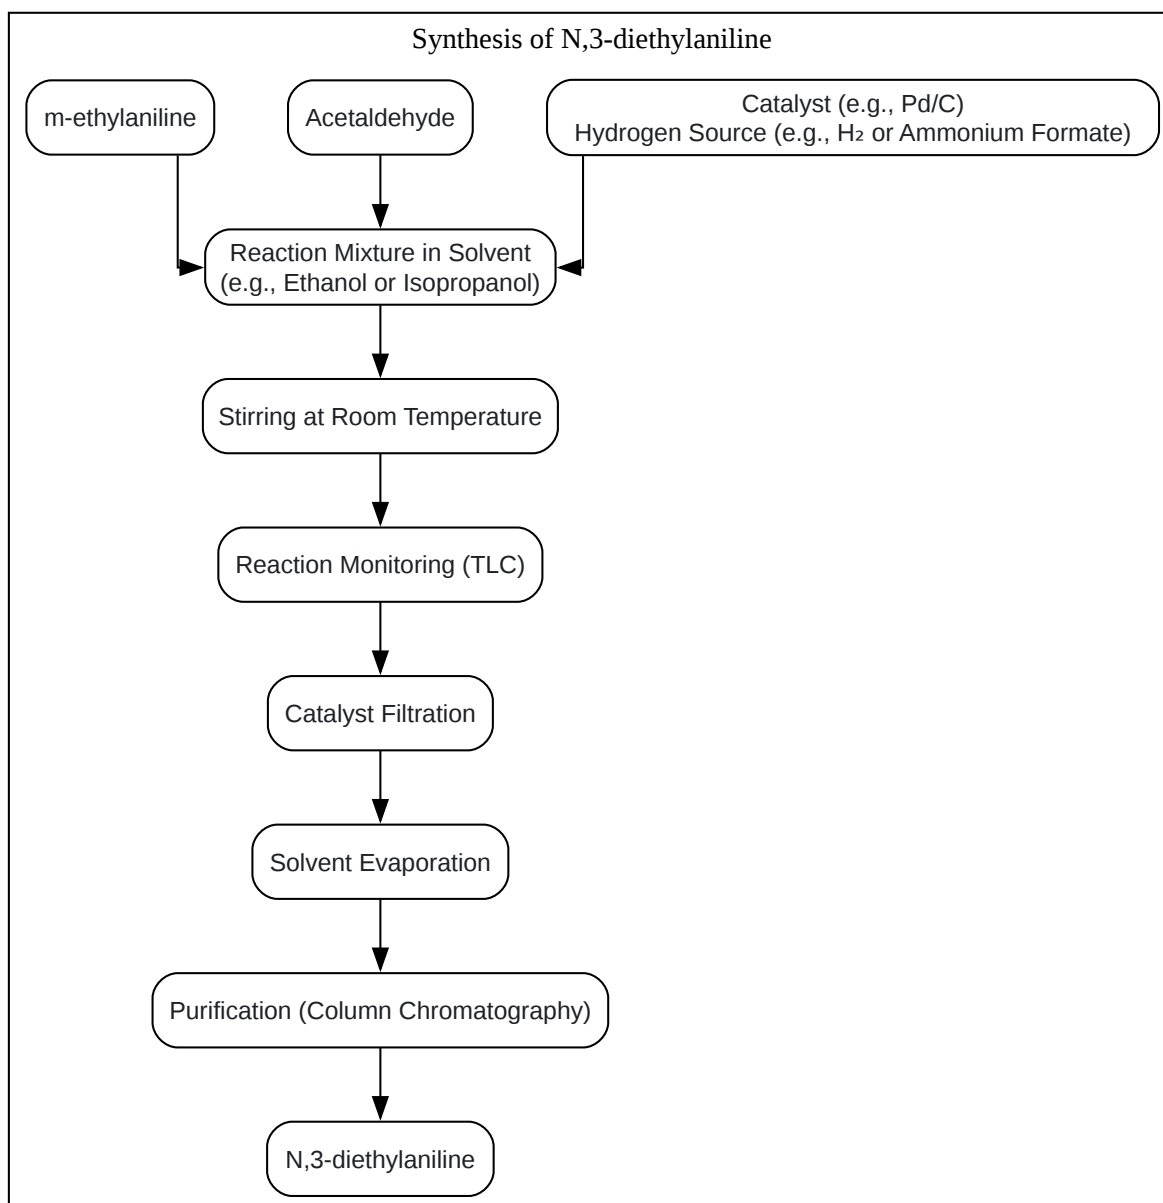 Synthesis of N,3-diethylaniline
m-ethylaniline
Acetaldehyde
Catalyst (e.g., Pd/C)
Hydrogen Source (e.g., H₂ or Ammonium Formate)
Reaction Mixture in Solvent
(e.g., Ethanol or Isopropanol)
Stirring at Room Temperature
Reaction Monitoring (TLC)
Catalyst Filtration
Solvent Evaporation
Purification (Column Chromatography)
N,3-diethylaniline